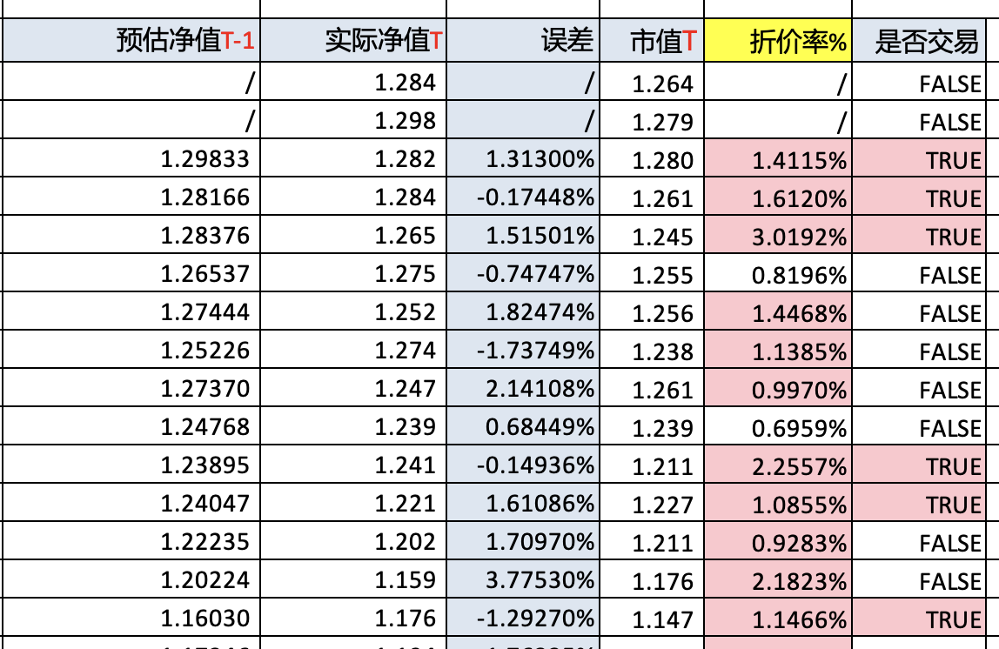 预估净值T-1 实际净值T 误差 市值T 折价率% 是否交易
/ 1.284 / 1.264 / FALSE
/ 1.298 / 1.279 / FALSE
1.29833 1.282 1.31300% 1.280 1.4115% TRUE
1.28166 1.284 -0.17448% 1.261 1.6120% TRUE
1.28376 1.265 1.51501% 1.245 3.0192% TRUE
1.26537 1.275 -0.74747% 1.255 0.8196% FALSE
1.27444 1.252 1.82474% 1.256 1.4468% FALSE
1.25226 1.274 -1.73749% 1.238 1.1385% FALSE
1.27370 1.247 2.14108% 1.261 0.9970% FALSE
1.24768 1.239 0.68449% 1.239 0.6959% FALSE
1.23895 1.241 -0.14936% 1.211 2.2557% TRUE
1.24047 1.221 1.61086% 1.227 1.0855% TRUE
1.22235 1.202 1.70970% 1.211 0.9283% FALSE
1.20224 1.159 3.77530% 1.176 2.1823% FALSE
1.16030 1.176 -1.29270% 1.147 1.1466% TRUE